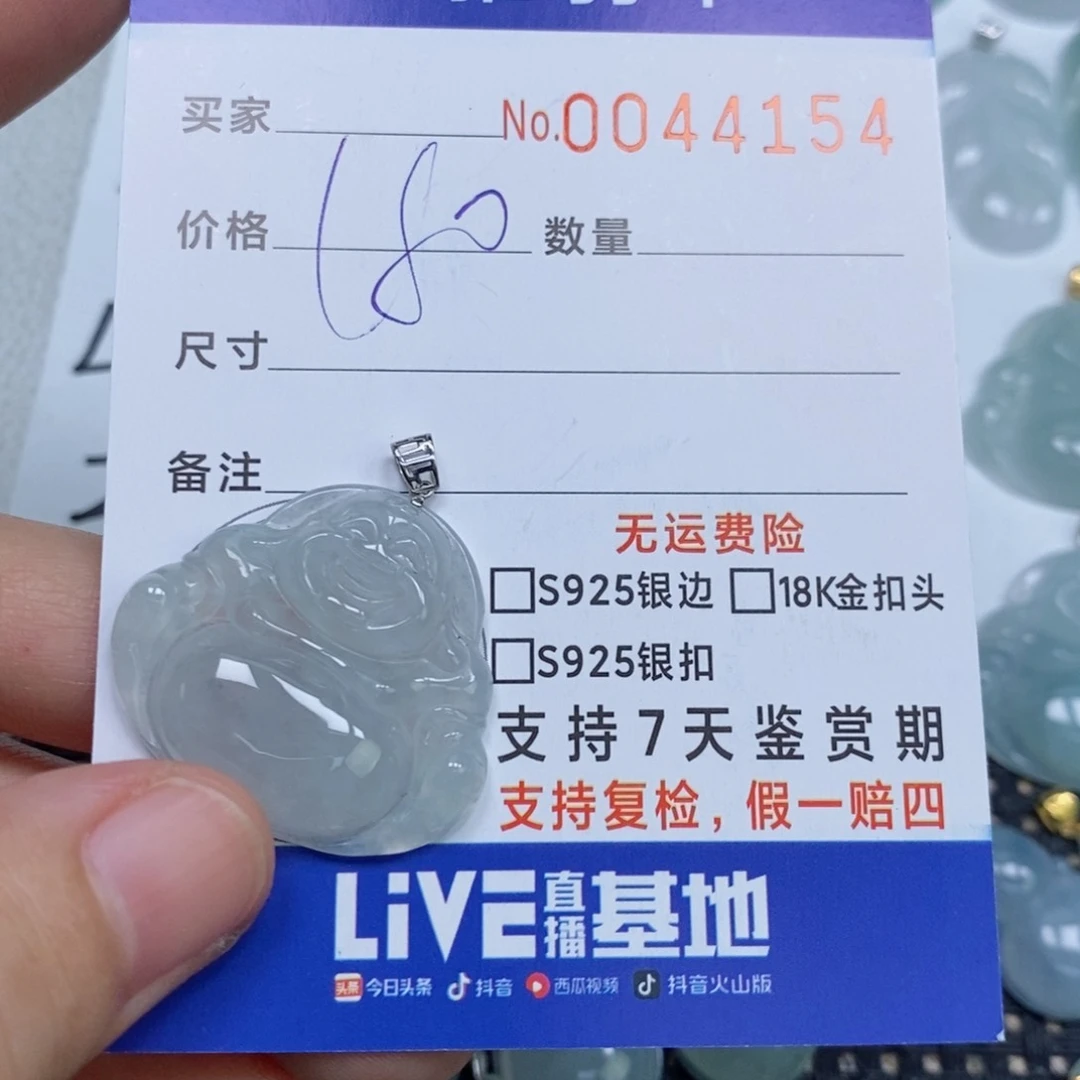 买家 No.0044154
价格 180 数量
尺寸
备注
无运费险
S925银边 18K金扣头
S925银扣
支持7天鉴赏期
支持复检，假一赔四
LiVE直播基地
头条 今日头条 抖音 西瓜视频 抖音火山版